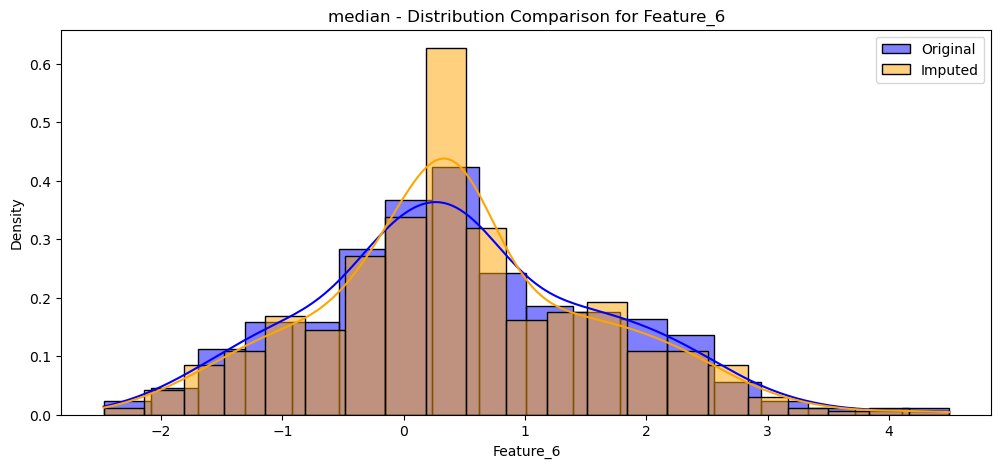 median - Distribution Comparison for Feature_6
Original
Imputed
0.6
0.5
0.4
0.3
0.2
0.1
0.0
Density
−2
−1
0
1
2
3
4
Feature_6